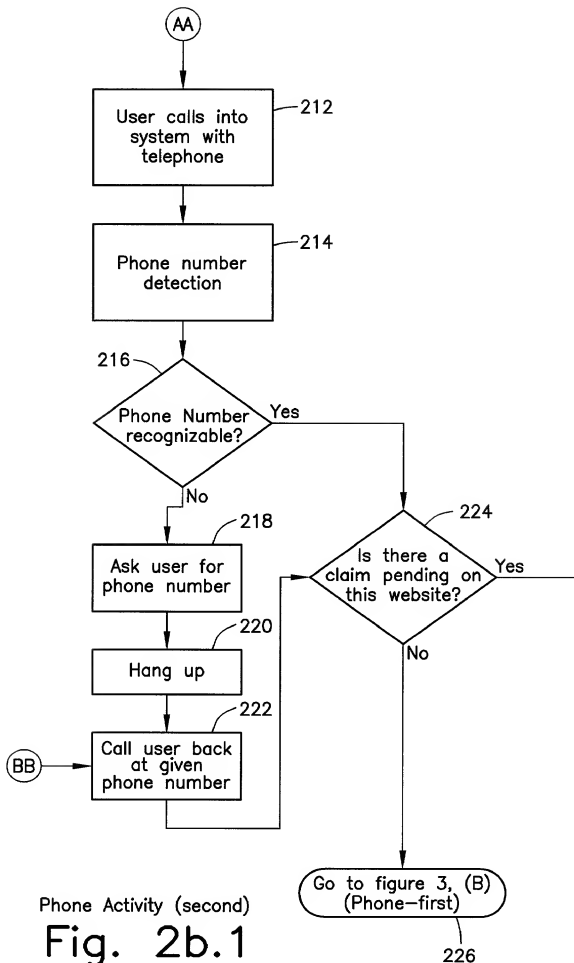 AA
User calls into
system with
telephone
212
Phone number
detection
214
216
Phone Number
recognizable?
Yes
No
218
Ask user for
phone number
220
Hang up
222
BB
Call user back
at given
phone number
224
Is there a
claim pending on
this website?
Yes
No
Go to figure 3, (B)
(Phone-first)
226
Phone Activity (second)
Fig. 2b.1